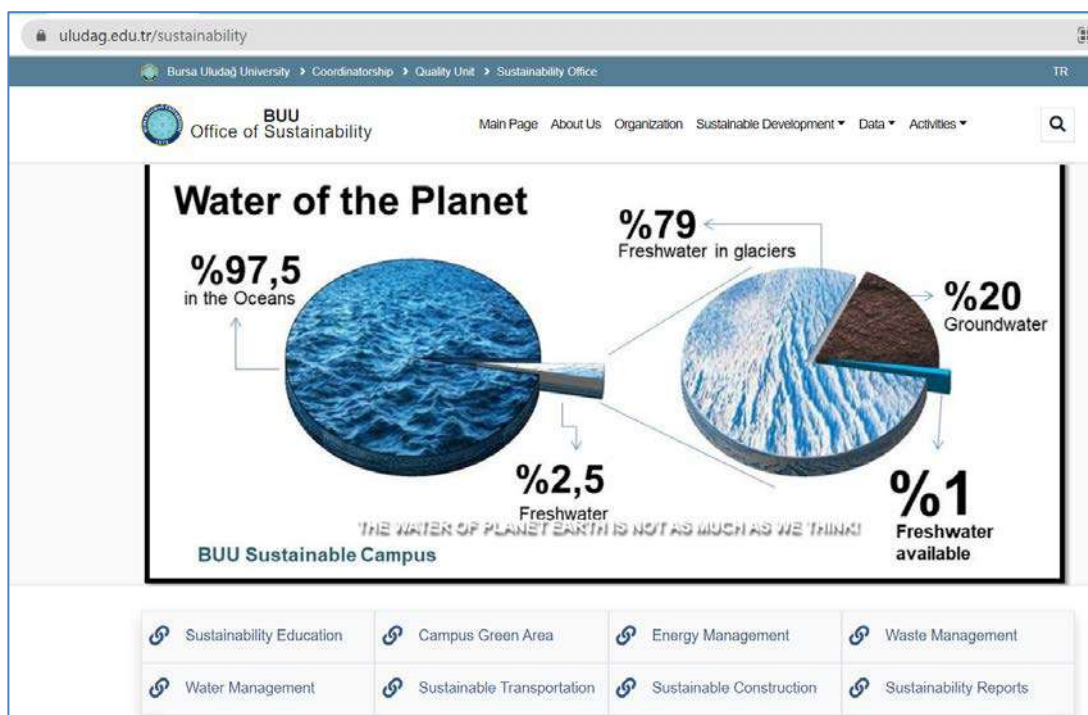 uludag.edu.tr/sustainability
Bursa Uludağ University > Coordinatorship > Quality Unit > Sustainability Office TR
BUU
Office of Sustainability
Main Page About Us Organization Sustainable Development Data Activities
Water of the Planet
%97,5
in the Oceans
%2,5
Freshwater
%79
Freshwater in glaciers
%20
Groundwater
%1
Freshwater
available
THE WATER OF PLANET EARTH IS NOT AS MUCH AS WE THINK!
BUU Sustainable Campus
Sustainability Education Campus Green Area Energy Management Waste Management
Water Management Sustainable Transportation Sustainable Construction Sustainability Reports